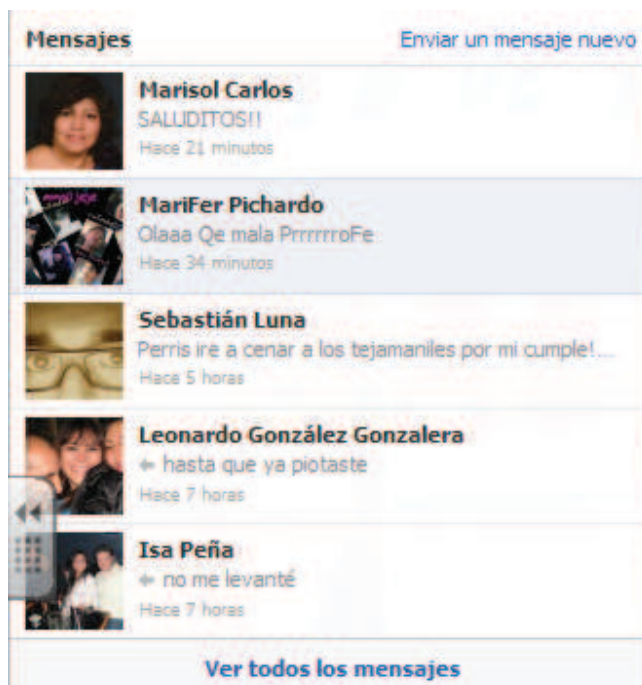 Mensajes Enviar un mensaje nuevo
Marisol Carlos
SALUDITOS!!
Hace 21 minutos
MariFer Pichardo
Olaaa Qe mala PrrrrrroFe
Hace 34 minutos
Sebastián Luna
Perris ire a cenar a los tejamaniles por mi cumple!...
Hace 5 horas
Leonardo González Gonzalera
hasta que ya piotaste
Hace 7 horas
Isa Peña
no me levanté
Hace 7 horas
Ver todos los mensajes